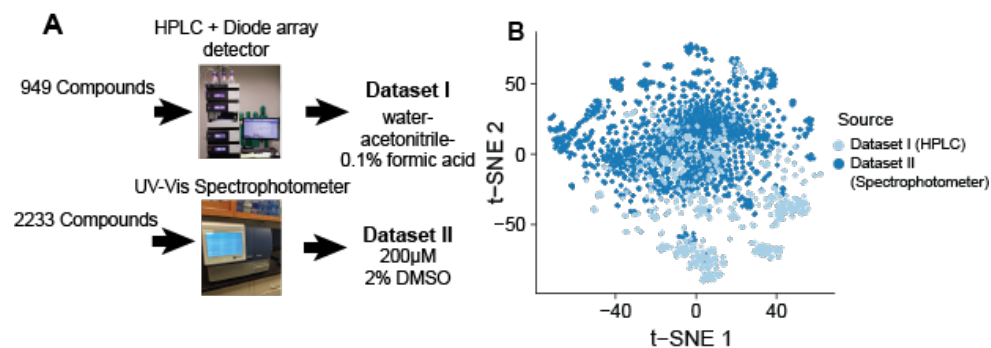 A
HPLC + Diode array
detector
949 Compounds
Dataset I
water-
acetonitrile-
0.1% formic acid
UV-Vis Spectrophotometer
2233 Compounds
Dataset II
200µM
2% DMSO
B
t-SNE 2
50
0
-50
-40
0
40
t-SNE 1
Source
Dataset I (HPLC)
Dataset II
(Spectrophotometer)